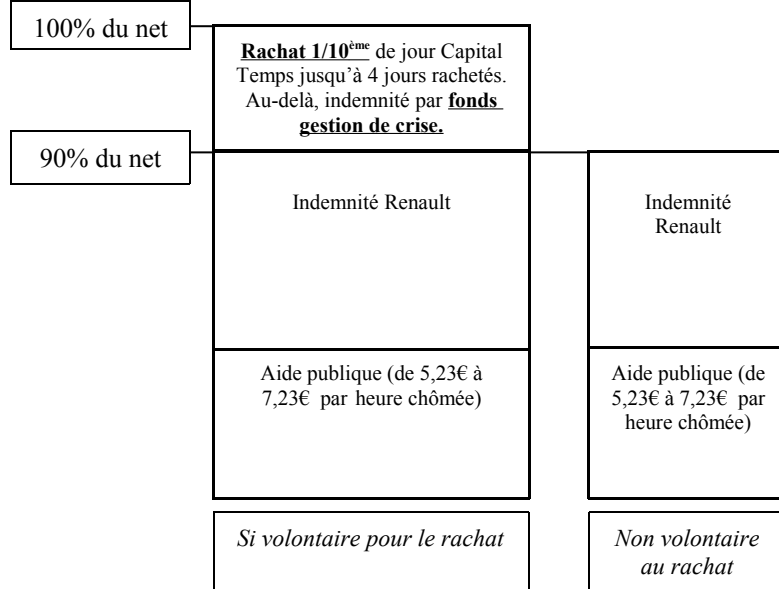 100% du net
Rachat 1/10ème de jour Capital
Temps jusqu’à 4 jours rachetés.
Au-delà, indemnité par fonds
gestion de crise.
90% du net
Indemnité Renault
Indemnité
Renault
Aide publique (de 5,23€ à
7,23€ par heure chômée)
Aide publique (de
5,23€ à 7,23€ par
heure chômée)
Si volontaire pour le rachat
Non volontaire
au rachat